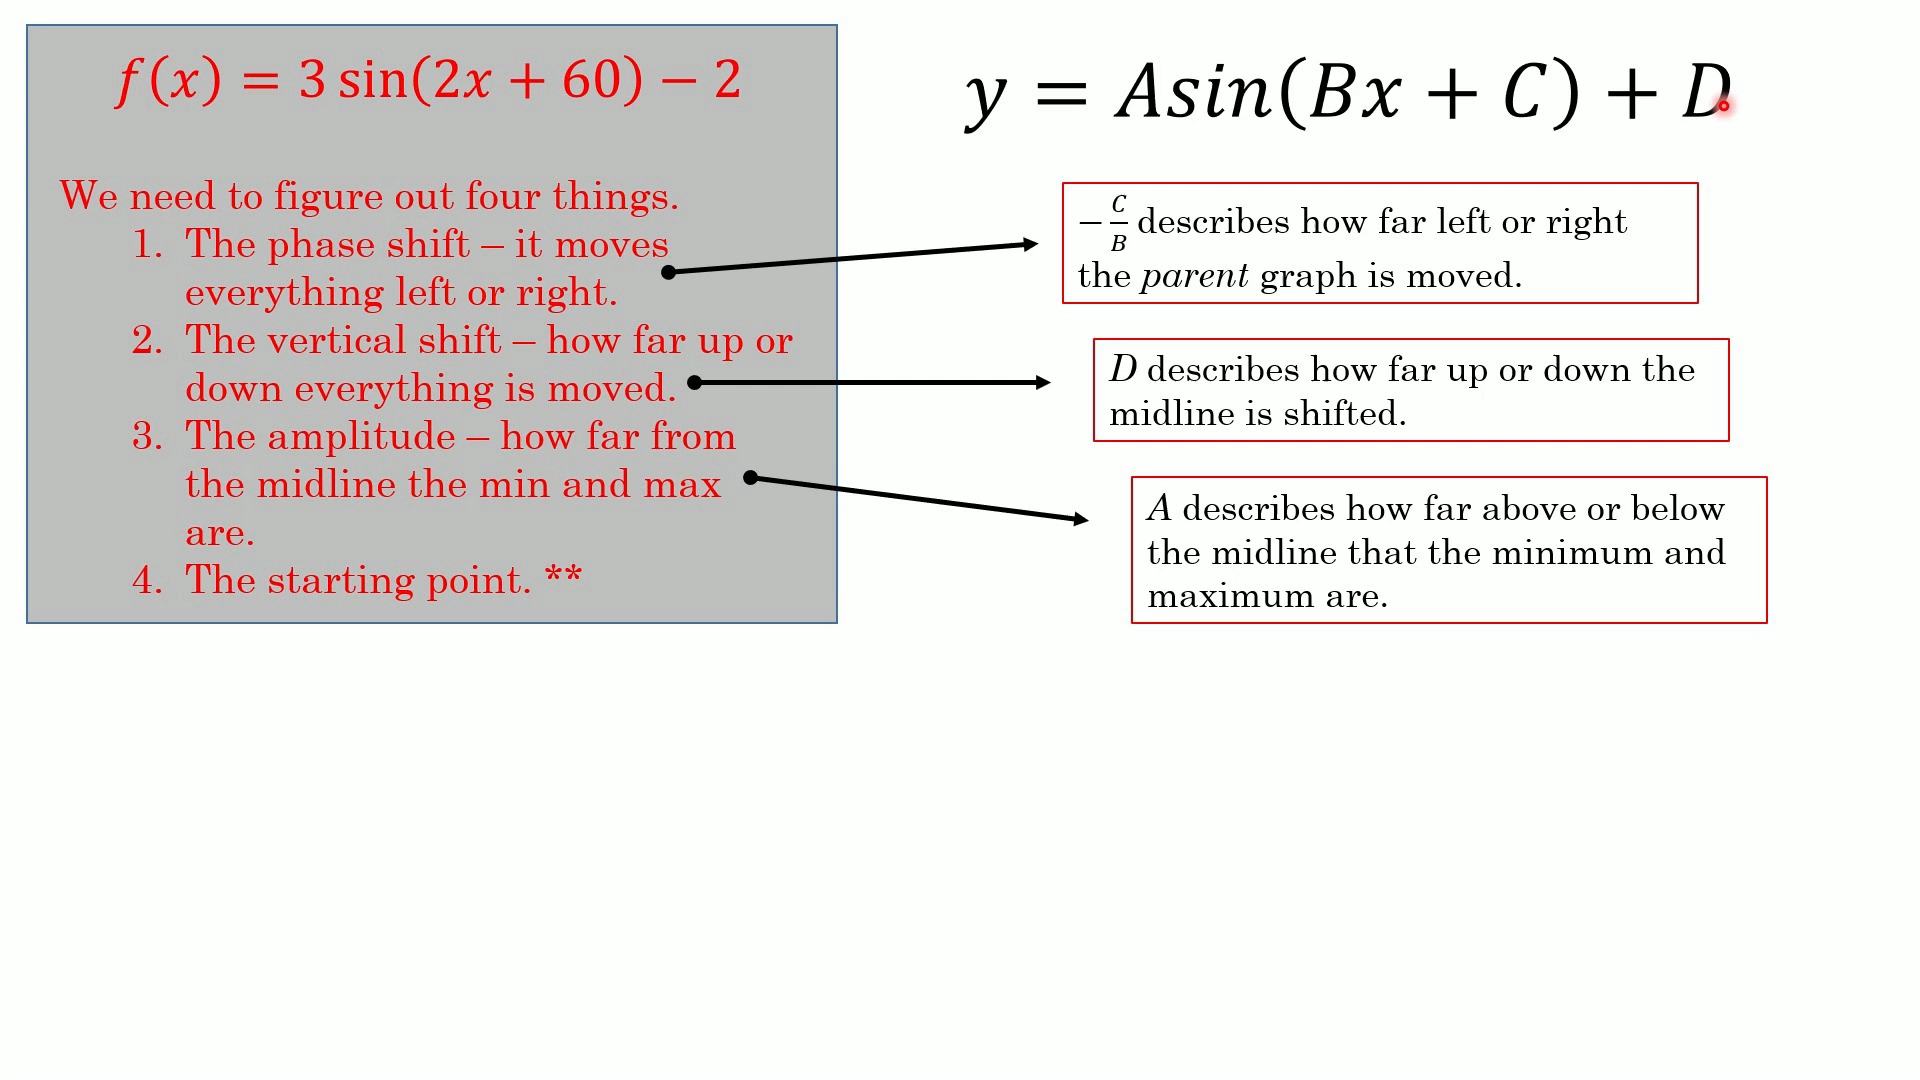 f(x) = 3 sin(2x + 60) − 2
We need to figure out four things.
1. The phase shift – it moves
everything left or right.
2. The vertical shift – how far up or
down everything is moved.
3. The amplitude – how far from
the midline the min and max
are.
4. The starting point. **
y = Asin(Bx + C) + D
−C/B describes how far left or right
the parent graph is moved.
D describes how far up or down the
midline is shifted.
A describes how far above or below
the midline that the minimum and
maximum are.